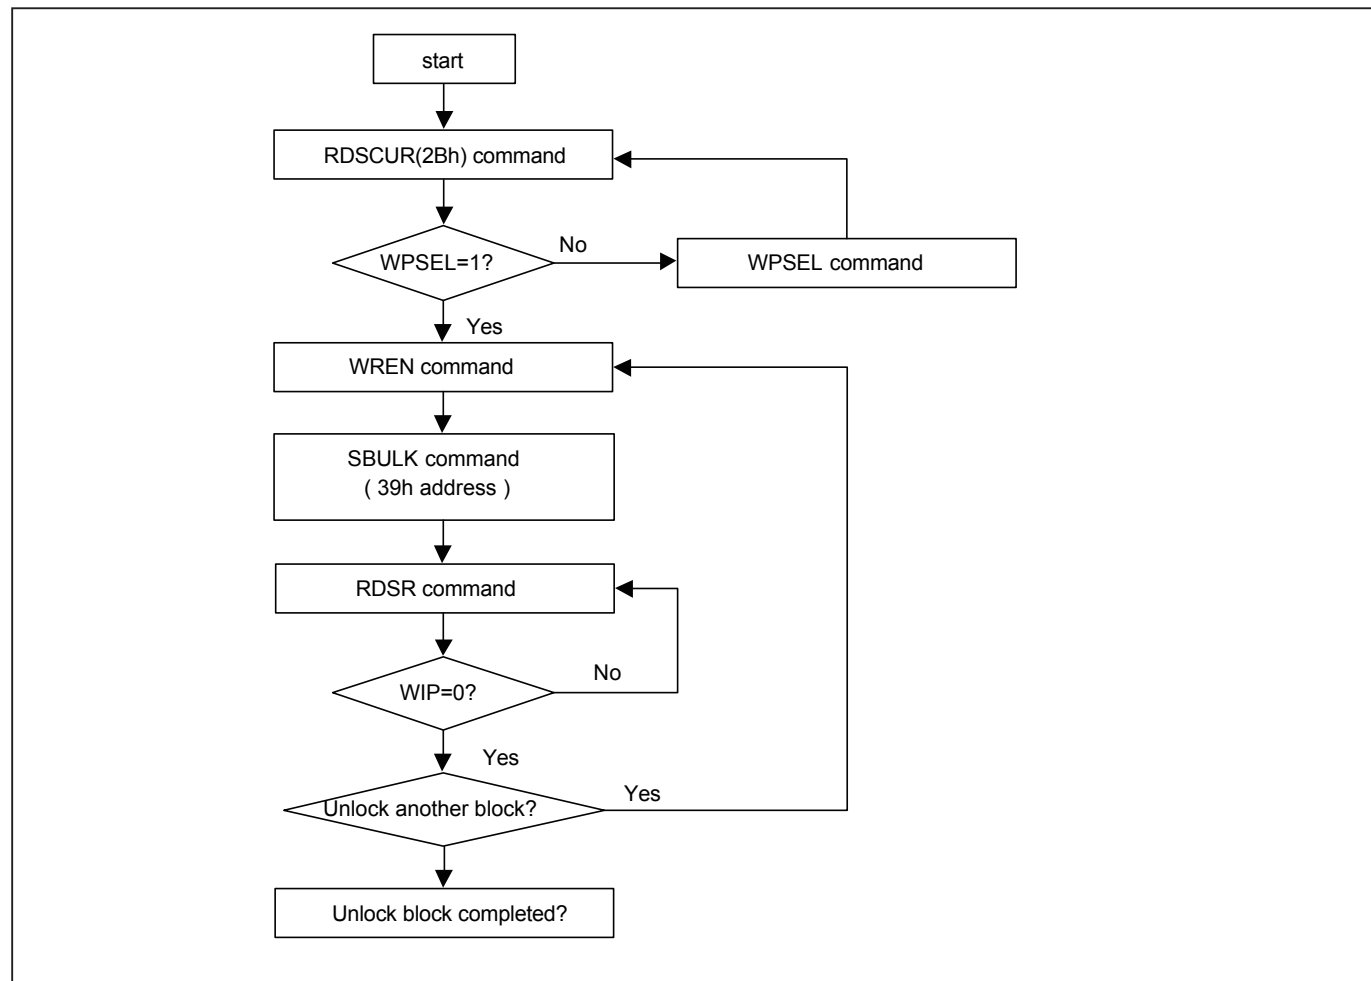 start
RDSCUR(2Bh) command
WPSEL=1?
No
WPSEL command
Yes
WREN command
SBULK command
( 39h address )
RDSR command
WIP=0?
No
Yes
Unlock another block?
Yes
Unlock block completed?